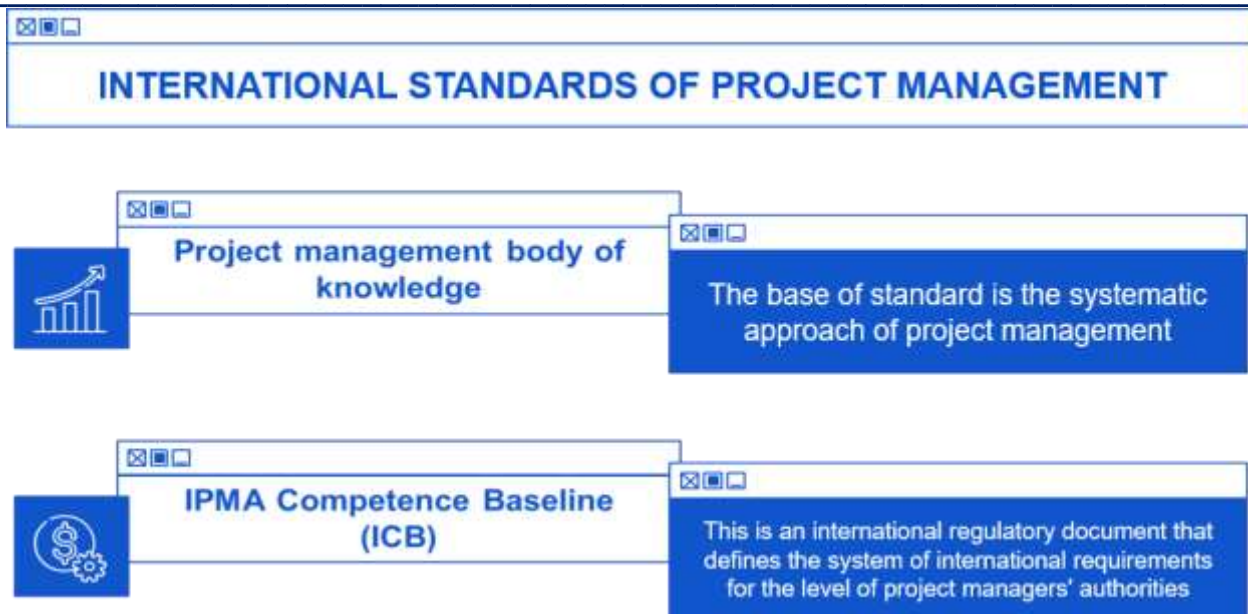 INTERNATIONAL STANDARDS OF PROJECT MANAGEMENT
Project management body of
knowledge
The base of standard is the systematic
approach of project management
IPMA Competence Baseline
(ICB)
This is an international regulatory document that
defines the system of international requirements
for the level of project managers' authorities